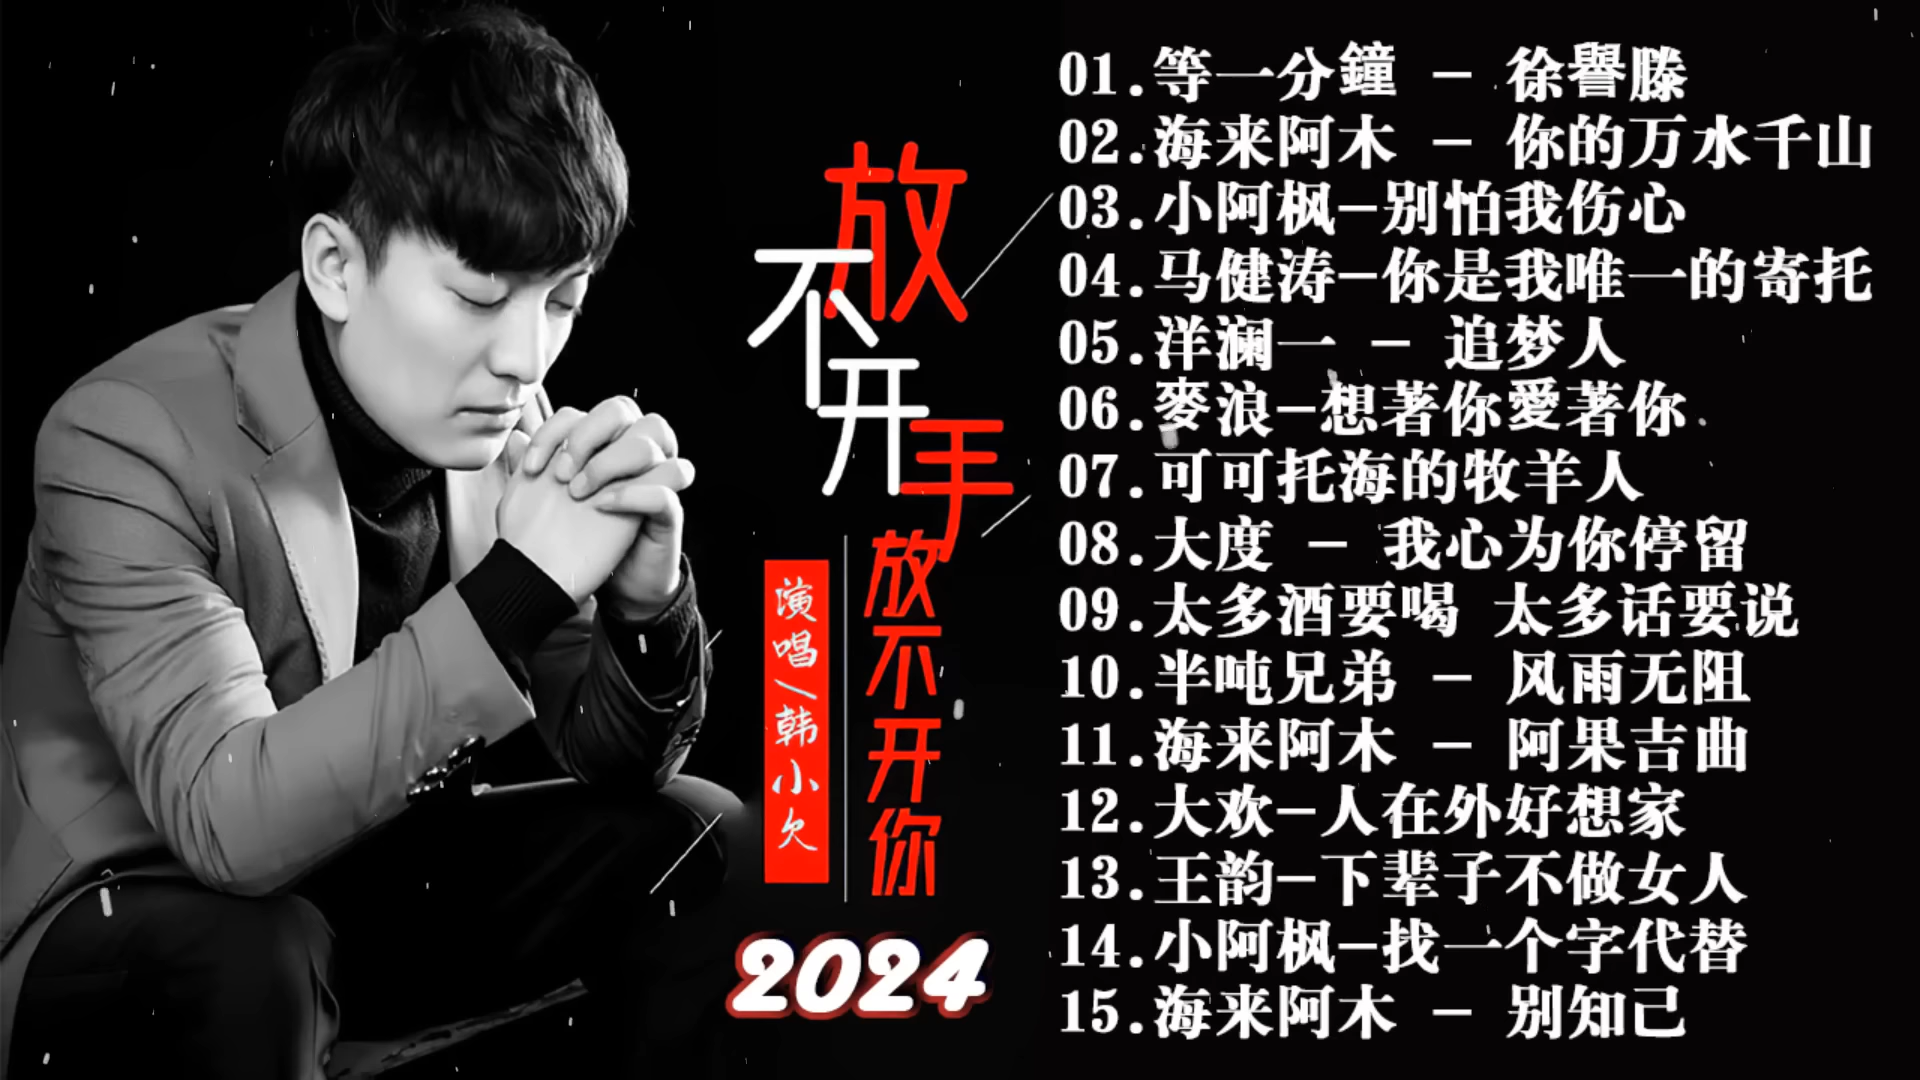 放不开手
放不开你
演唱/韩小欠
2024
01.等一分鐘 - 徐譽滕
02.海来阿木 - 你的万水千山
03.小阿枫-别怕我伤心
04.马健涛-你是我唯一的寄托
05.洋澜一 - 追梦人
06.麥浪-想著你愛著你
07.可可托海的牧羊人
08.大度 - 我心为你停留
09.太多酒要喝 太多话要说
10.半吨兄弟 - 风雨无阻
11.海来阿木 - 阿果吉曲
12.大欢-人在外好想家
13.王韵-下辈子不做女人
14.小阿枫-找一个字代替
15.海来阿木 - 别知己